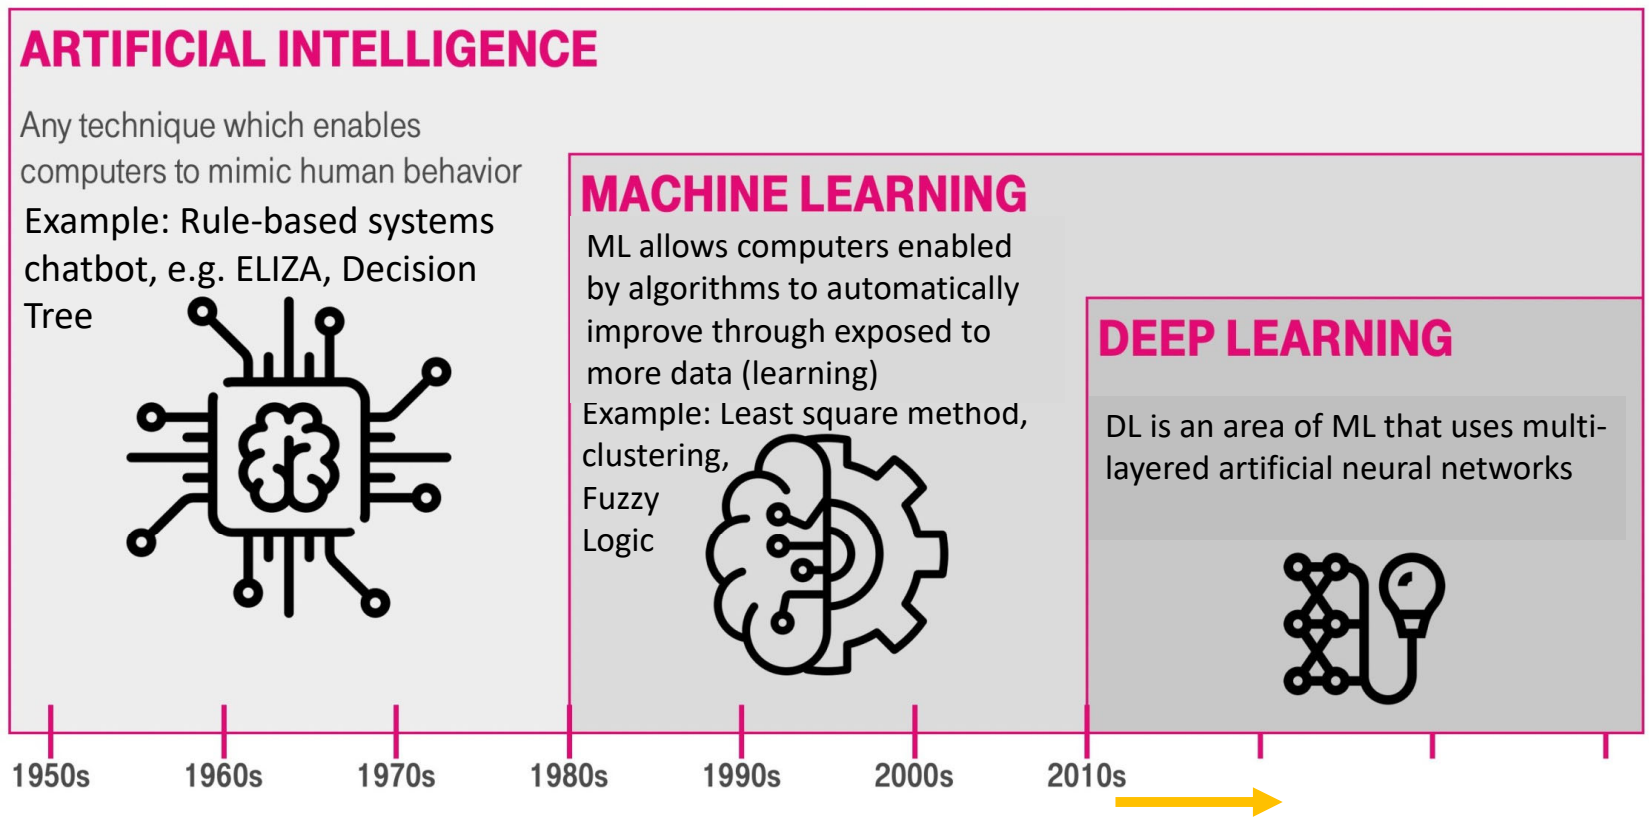 ARTIFICIAL INTELLIGENCE
Any technique which enables
computers to mimic human behavior
Example: Rule-based systems
chatbot, e.g. ELIZA, Decision
Tree
MACHINE LEARNING
ML allows computers enabled
by algorithms to automatically
improve through exposed to
more data (learning)
Example: Least square method,
clustering,
Fuzzy
Logic
DEEP LEARNING
DL is an area of ML that uses multi-
layered artificial neural networks
1950s 1960s 1970s 1980s 1990s 2000s 2010s